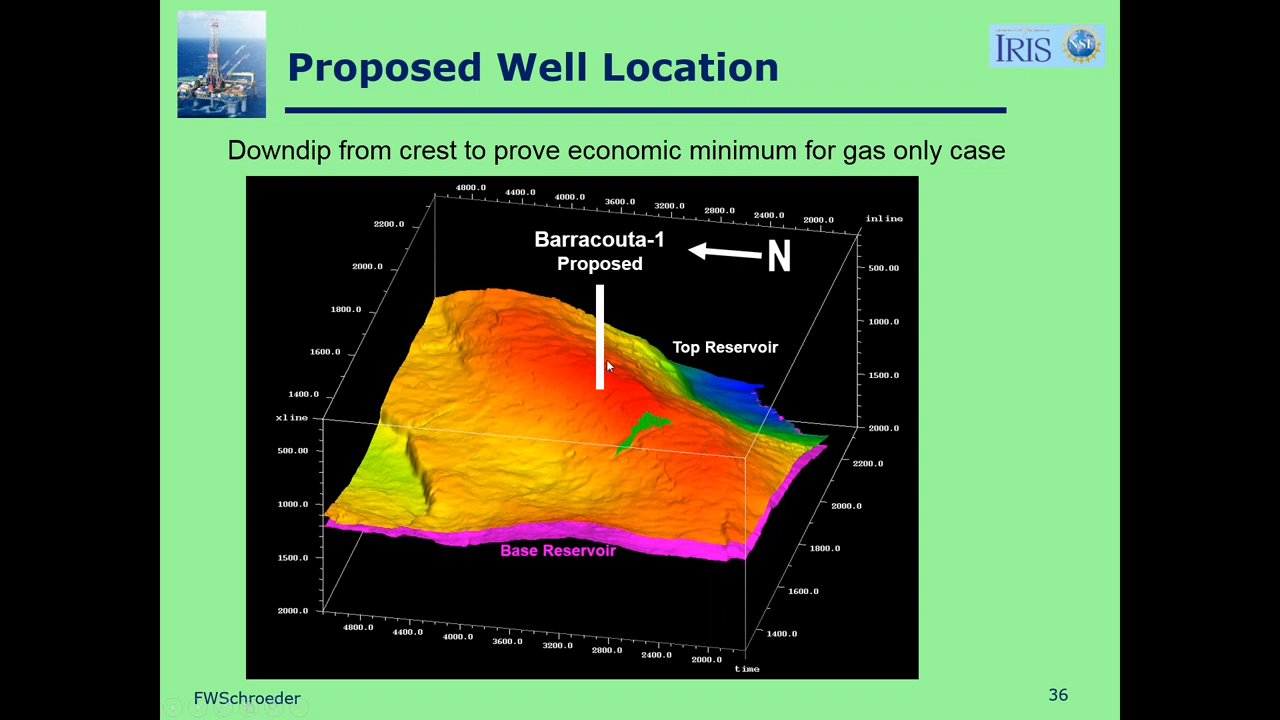 Proposed Well Location
IRIS
NSF
Downdip from crest to prove economic minimum for gas only case
4800.0
4400.0
4000.0
3600.0
3200.0
2800.0
2400.0
2000.0
inline
2200.0
2000.0
1800.0
1600.0
1400.0
xline
500.00
1000.0
1500.0
2000.0
Barracouta-1
Proposed
N
Top Reservoir
Base Reservoir
500.00
1000.0
1500.0
2000.0
2200.0
2000.0
1800.0
1600.0
1400.0
4800.0
4400.0
4000.0
3600.0
3200.0
2800.0
2400.0
2000.0
time
FWSchroeder
36